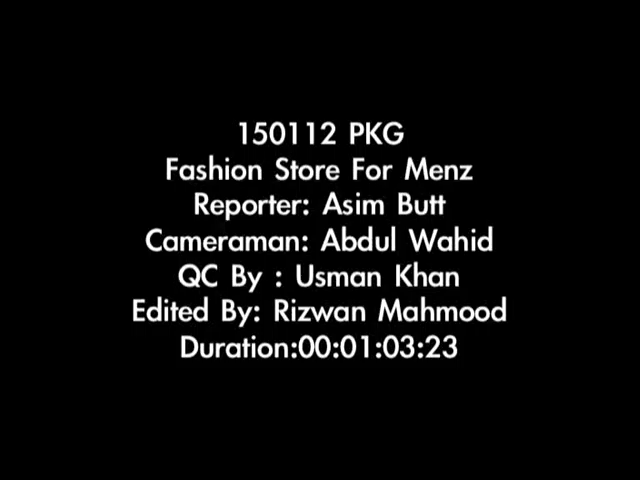 150112 PKG
Fashion Store For Menz
Reporter: Asim Butt
Cameraman: Abdul Wahid
QC By : Usman Khan
Edited By: Rizwan Mahmood
Duration:00:01:03:23